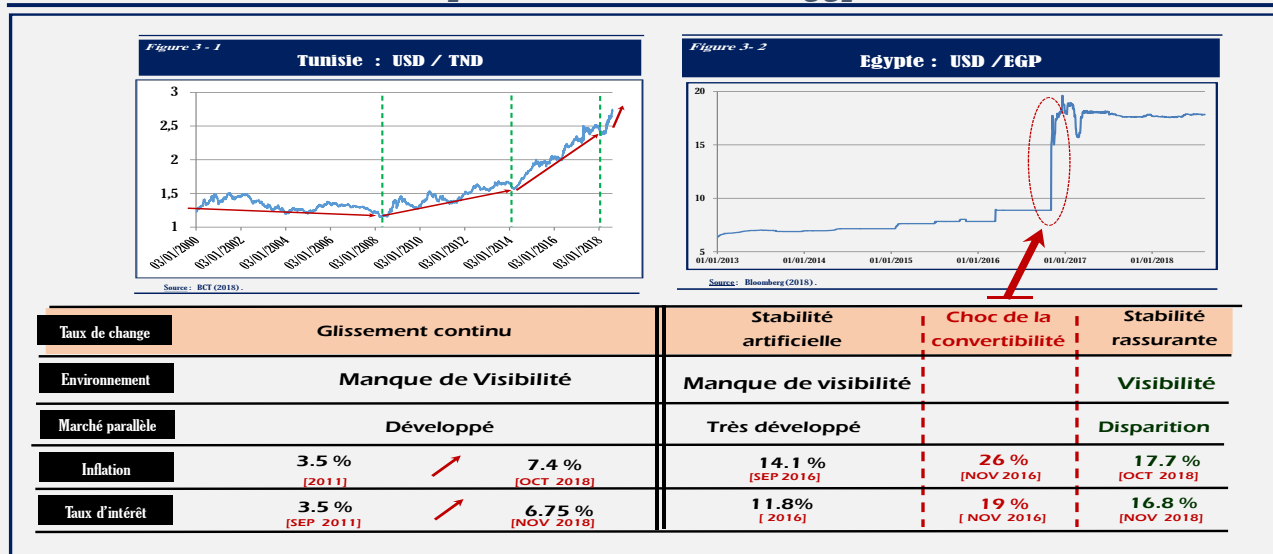 Figure 3 - 1
Tunisie : USD / TND
3
2,5
2
1,5
1
03/01/2000
03/01/2002
03/01/2004
03/01/2006
03/01/2008
03/01/2010
03/01/2012
03/01/2014
03/01/2016
03/01/2018
Source : BCT (2018) .
Figure 3- 2
Egypte : USD /EGP
20
15
10
5
01/01/2013
01/01/2014
01/01/2015
01/01/2016
01/01/2017
01/01/2018
Source : Bloomberg (2018) .
Taux de change
Glissement continu
Stabilité
artificielle
Choc de la
convertibilité
Stabilité
rassurante
Environnement
Manque de Visibilité
Manque de visibilité
Visibilité
Marché parallèle
Développé
Très développé
Disparition
Inflation
3.5 %
[2011]
7.4 %
[OCT 2018]
14.1 %
[SEP 2016]
26 %
[NOV 2016]
17.7 %
[OCT 2018]
Taux d'intérêt
3.5 %
[SEP 2011]
6.75 %
[NOV 2018]
11.8%
[ 2016]
19 %
[ NOV 2016]
16.8 %
[NOV 2018]